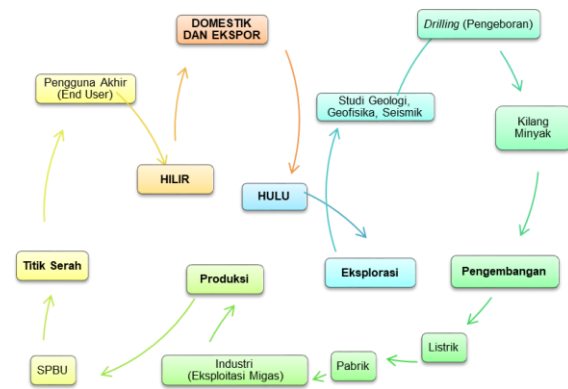 DOMESTIK
DAN EKSPOR
Drilling (Pengeboran)
Pengguna Akhir
(End User)
Studi Geologi,
Geofisika, Seismik
Kilang
Minyak
HILIR
HULU
Titik Serah
Produksi
Eksplorasi
Pengembangan
SPBU
Industri
(Eksploitasi Migas)
Pabrik
Listrik